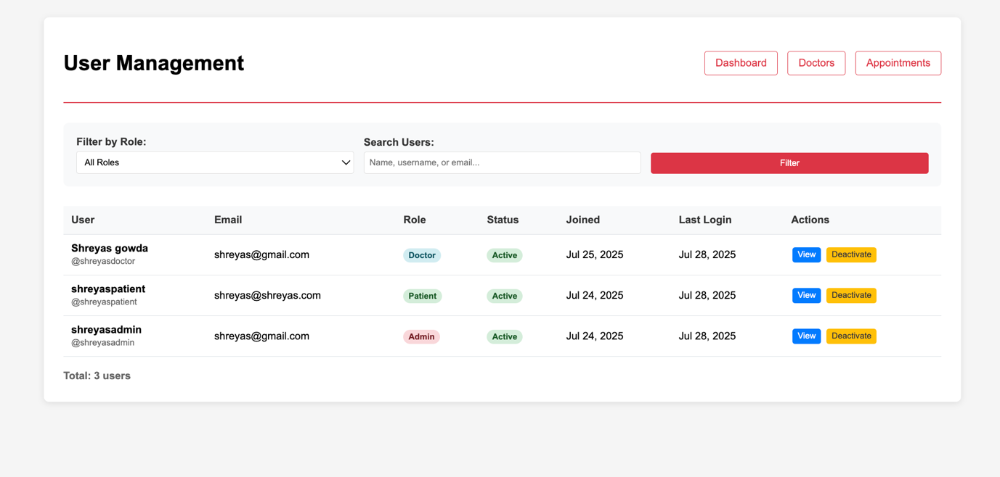 User Management
Dashboard Doctors Appointments
Filter by Role:
All Roles
Search Users:
Name, username, or email...
Filter
User Email Role Status Joined Last Login Actions
Shreyas gowda
@shreyasdoctor
shreyas@gmail.com Doctor Active Jul 25, 2025 Jul 28, 2025 View Deactivate
shreyaspatient
@shreyaspatient
shreyas@shreyas.com Patient Active Jul 24, 2025 Jul 28, 2025 View Deactivate
shreyasadmin
@shreyasadmin
shreyas@gmail.com Admin Active Jul 24, 2025 Jul 28, 2025 View Deactivate
Total: 3 users